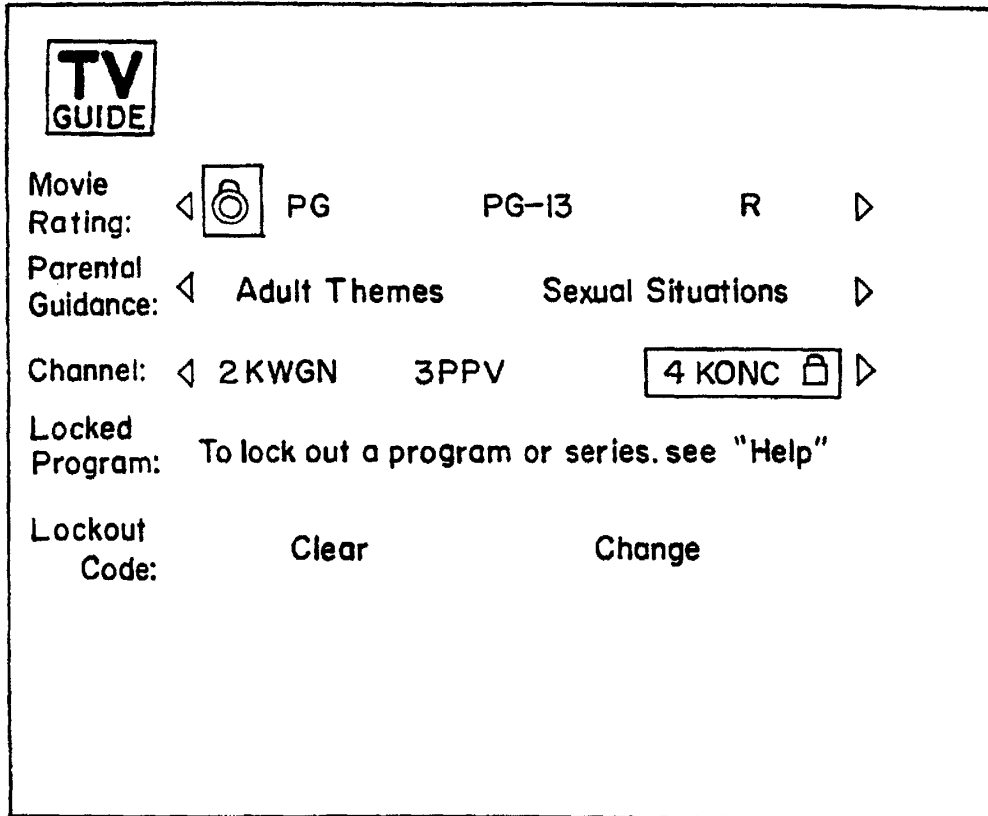 TV
GUIDE
Movie
Rating:
PG PG-13 R
Parental
Guidance:
Adult Themes Sexual Situations
Channel: 2 KWGN 3PPV 4 KONC
Locked
Program:
To lock out a program or series. see "Help"
Lockout
Code:
Clear Change